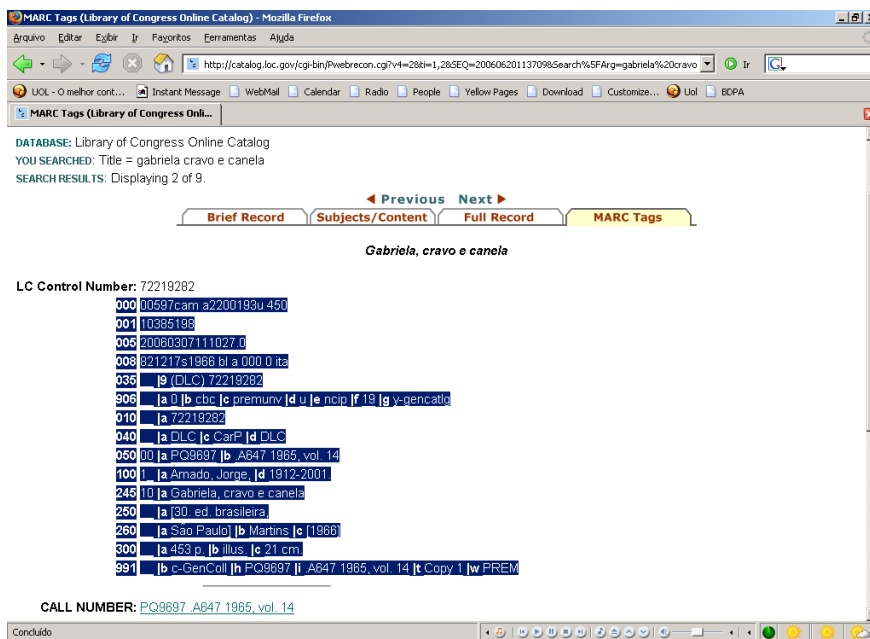 MARC Tags (Library of Congress Online Catalog) - Mozilla Firefox
Arquivo Editar Exibir Ir Favoritos Ferramentas Ajuda
http://catalog.loc.gov/cgi-bin/Pwebrecon.cgi?v4=2&ti=1,2&SEQ=20060620113709&Search%5FArg=gabriela%20cravo Ir G
UOL - O melhor cont... Instant Message WebMail Calendar Radio People Yellow Pages Download Customize... Uol BDPA
MARC Tags (Library of Congress Onli...
DATABASE: Library of Congress Online Catalog
YOU SEARCHED: Title = gabriela cravo e canela
SEARCH RESULTS: Displaying 2 of 9.
Previous Next
Brief Record Subjects/Content Full Record MARC Tags
Gabriela, cravo e canela
LC Control Number: 72219282
000 00597cam a2200193u 450
001 10385198
005 20060307111027.0
008 821217s1966 bl a 000 0 ita
035 __ |9 (DLC) 72219282
906 __ |a 0 |b cbc |c premunv |d u |e ncip |f 19 |g y-gencatlg
010 __ |a 72219282
040 __ |a DLC |c CarP |d DLC
050 00 |a PQ9697 |b .A647 1965, vol. 14
100 1_ |a Amado, Jorge, |d 1912-2001.
245 10 |a Gabriela, cravo e canela
250 __ |a [30. ed. brasileira,
260 __ |a São Paulo] |b Martins |c [1966]
300 __ |a 453 p. |b illus. |c 21 cm.
991 __ |b c-GenColl |h PQ9697 |i .A647 1965, vol. 14 |t Copy 1 |w PREM
CALL NUMBER: PQ9697 .A647 1965, vol. 14
Concluído